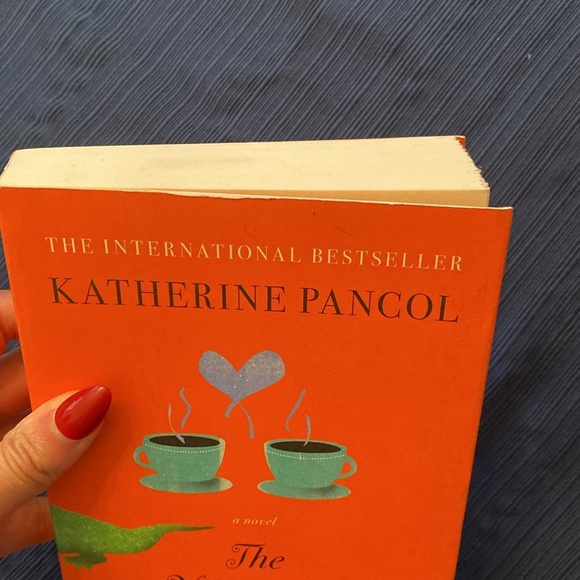 THE INTERNATIONAL BESTSELLER
KATHERINE PANCOL
a novel
The